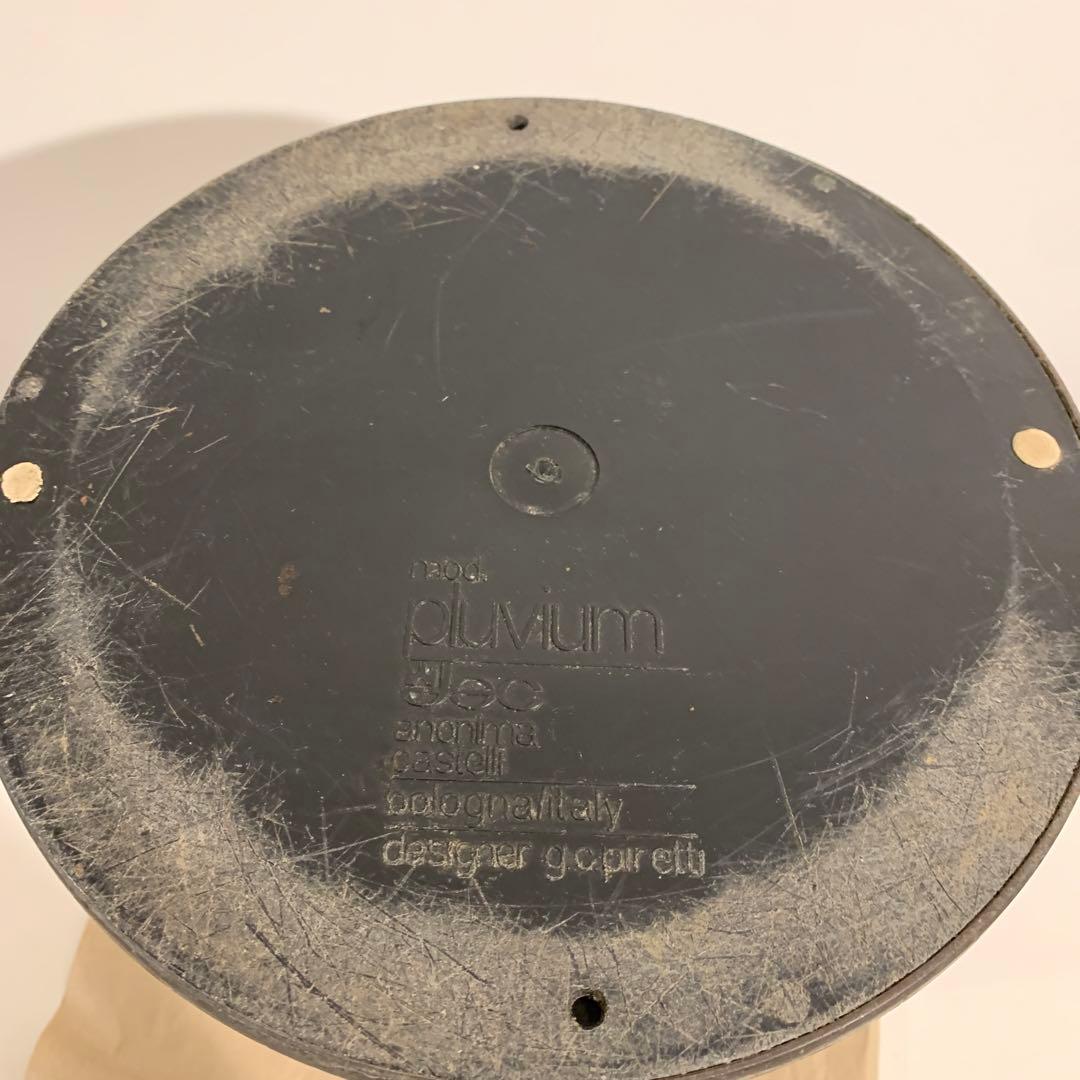 mod.
pluvium
anonima
castelli
bologna/italy
designer g.c.piretti